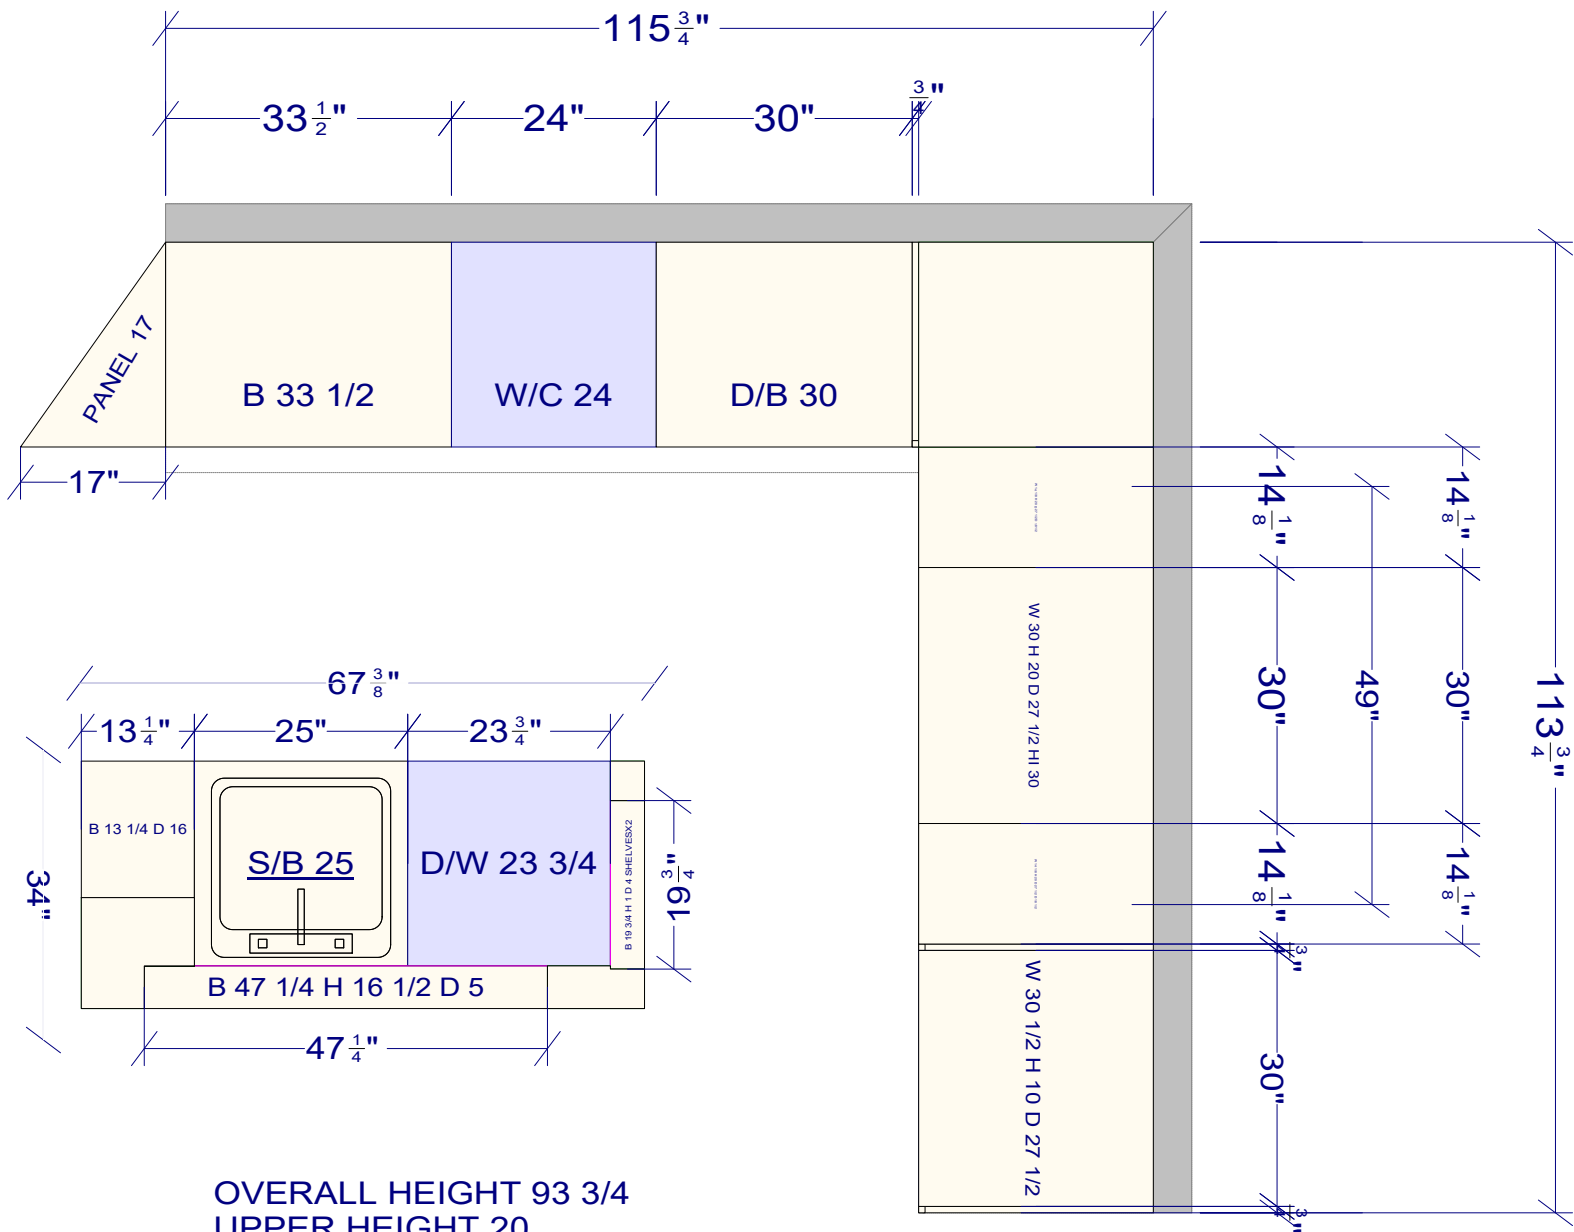 115 3/4"
33 1/2"
24"
30"
3/4"
PANEL 17
B 33 1/2
W/C 24
D/B 30
17"
14 1/8"
14 1/8"
W 30 H 20 D 27 1/2 HI 30
30"
49"
30"
113 3/4"
67 3/8"
13 1/4"
25"
23 3/4"
B 13 1/4 D 16
S/B 25
D/W 23 3/4
B 19 3/4 H 1 D 4 SHELVESX2
19 3/4"
34"
14 1/8"
14 1/8"
3/4"
B 47 1/4 H 16 1/2 D 5
47 1/4"
W 30 1/2 H 10 D 27 1/2
30"
3/4"
OVERALL HEIGHT 93 3/4
UPPER HEIGHT 20